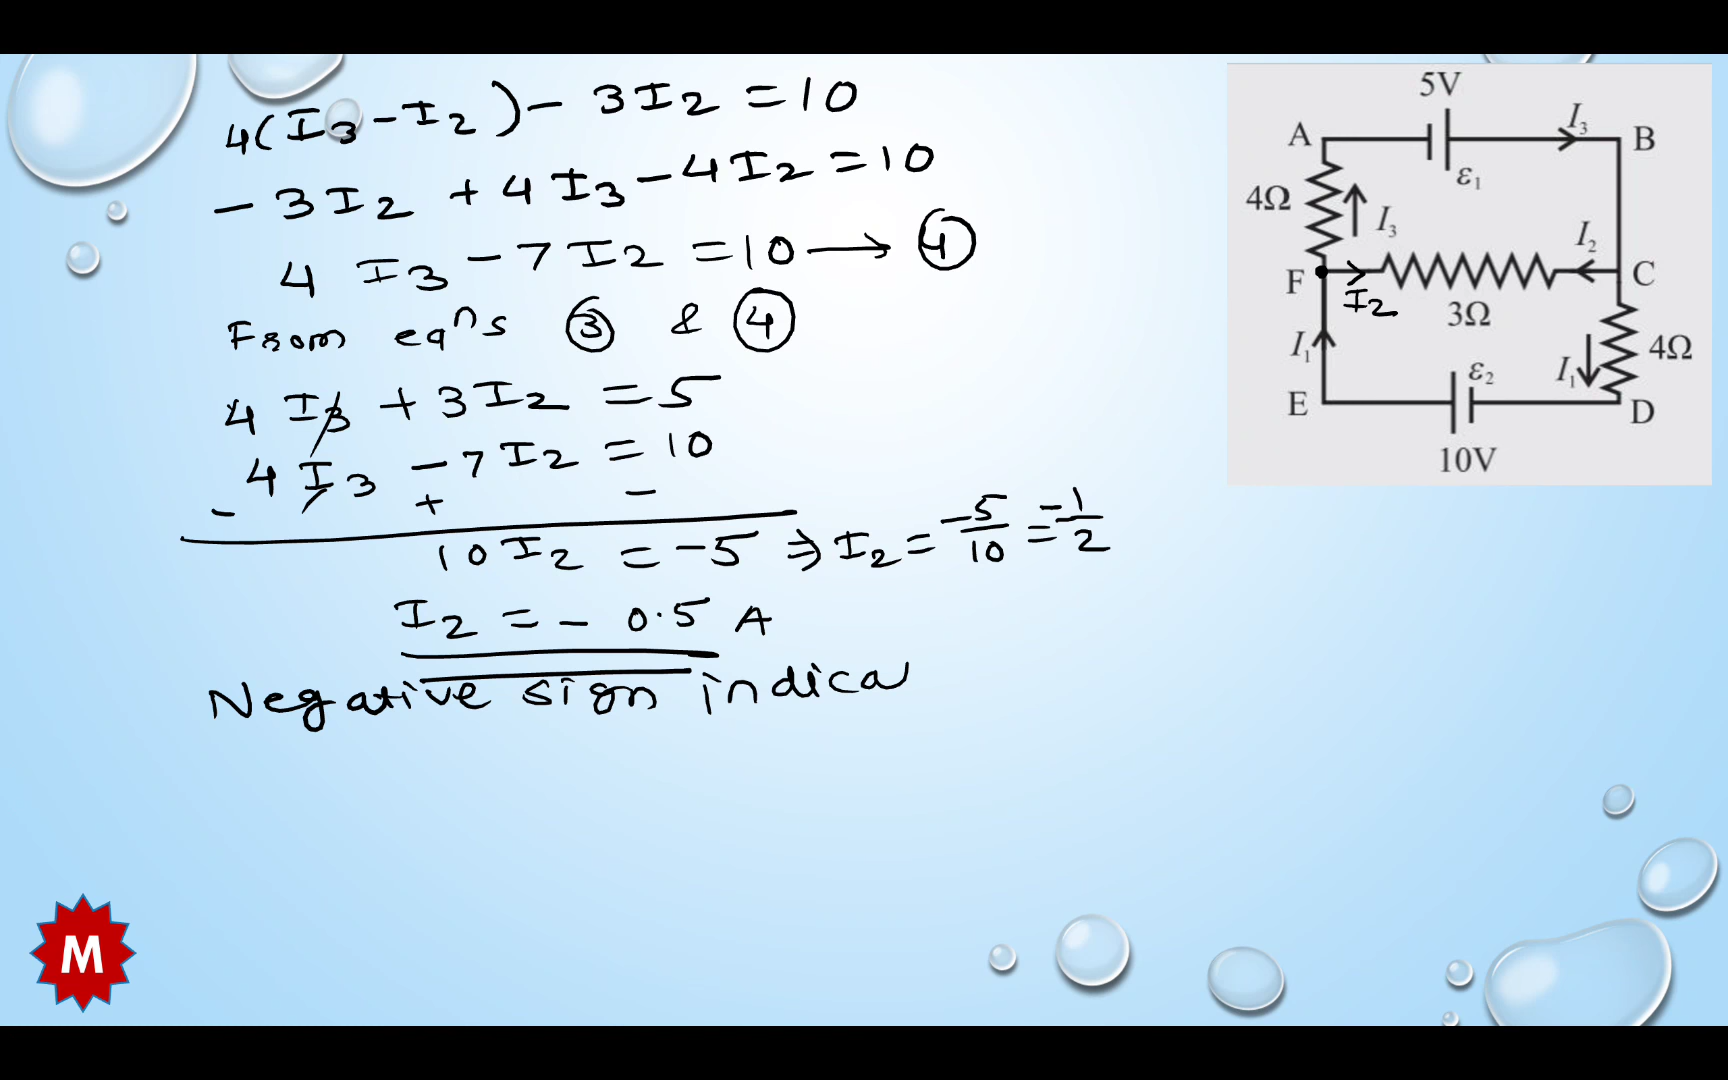 4(I3 - I2) - 3I2 = 10
- 3I2 + 4I3 - 4I2 = 10
4 I3 - 7I2 = 10 → ④
From eqns ③ & ④
4 I3 + 3I2 = 5
4 I3 - 7I2 = 10
- + -
10I2 = -5 ⇒ I2 = -5/10 = -1/2
I2 = - 0.5 A
Negative sign indica
5V
A I3 B
ε1
4Ω I3 I2
F C
I2 3Ω
I1 ε2 I1 4Ω
E D
10V
M